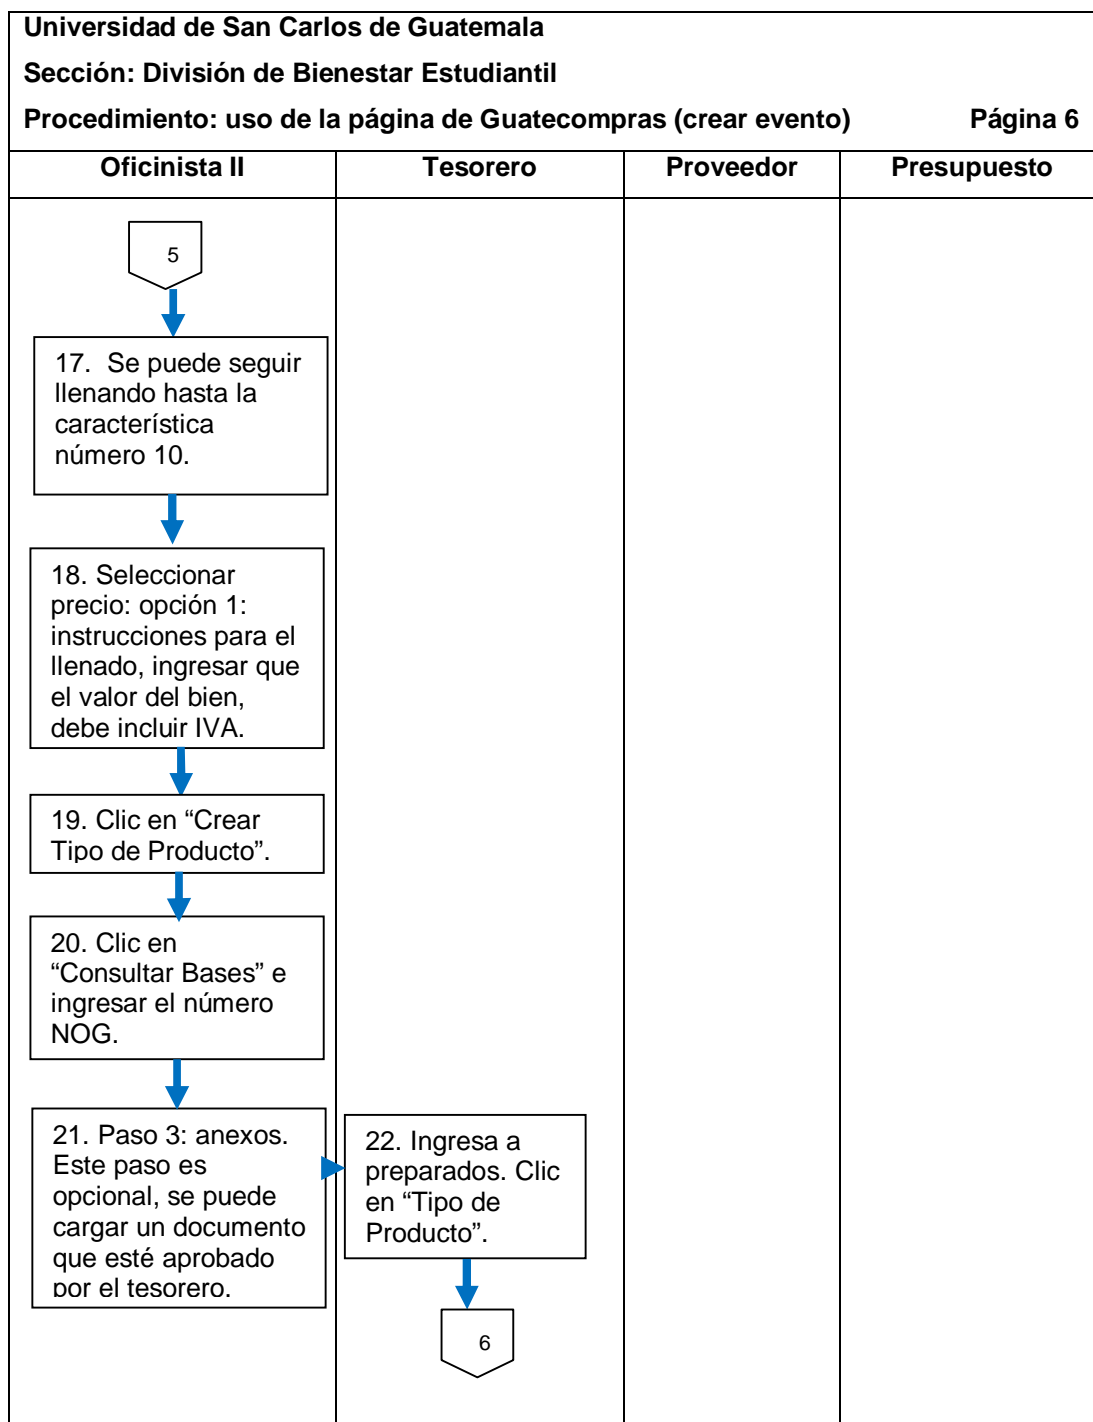 Universidad de San Carlos de Guatemala
Sección: División de Bienestar Estudiantil
Procedimiento: uso de la página de Guatecompras (crear evento) Página 6
Oficinista II Tesorero Proveedor Presupuesto
5
17. Se puede seguir
llenando hasta la
característica
número 10.
18. Seleccionar
precio: opción 1:
instrucciones para el
llenado, ingresar que
el valor del bien,
debe incluir IVA.
19. Clic en “Crear
Tipo de Producto”.
20. Clic en
“Consultar Bases” e
ingresar el número
NOG.
21. Paso 3: anexos.
Este paso es
opcional, se puede
cargar un documento
que esté aprobado
por el tesorero.
22. Ingresa a
preparados. Clic
en “Tipo de
Producto”.
6